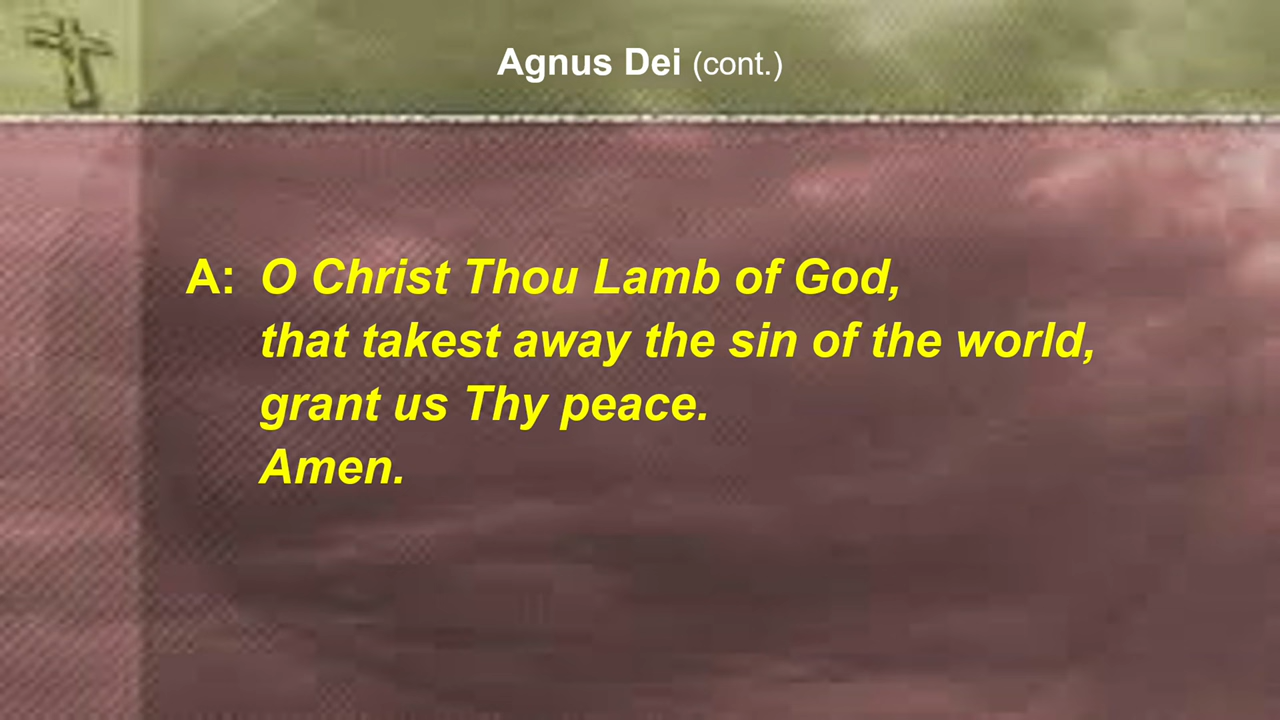 Agnus Dei (cont.)
A: O Christ Thou Lamb of God,
that takest away the sin of the world,
grant us Thy peace.
Amen.